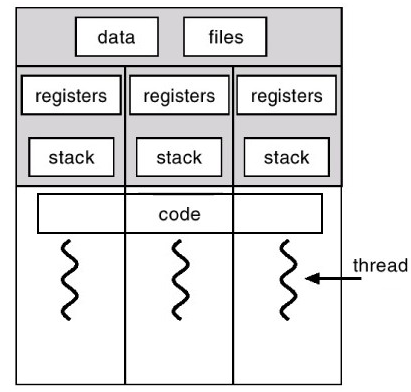 data files
registers registers registers
stack stack stack
code
thread